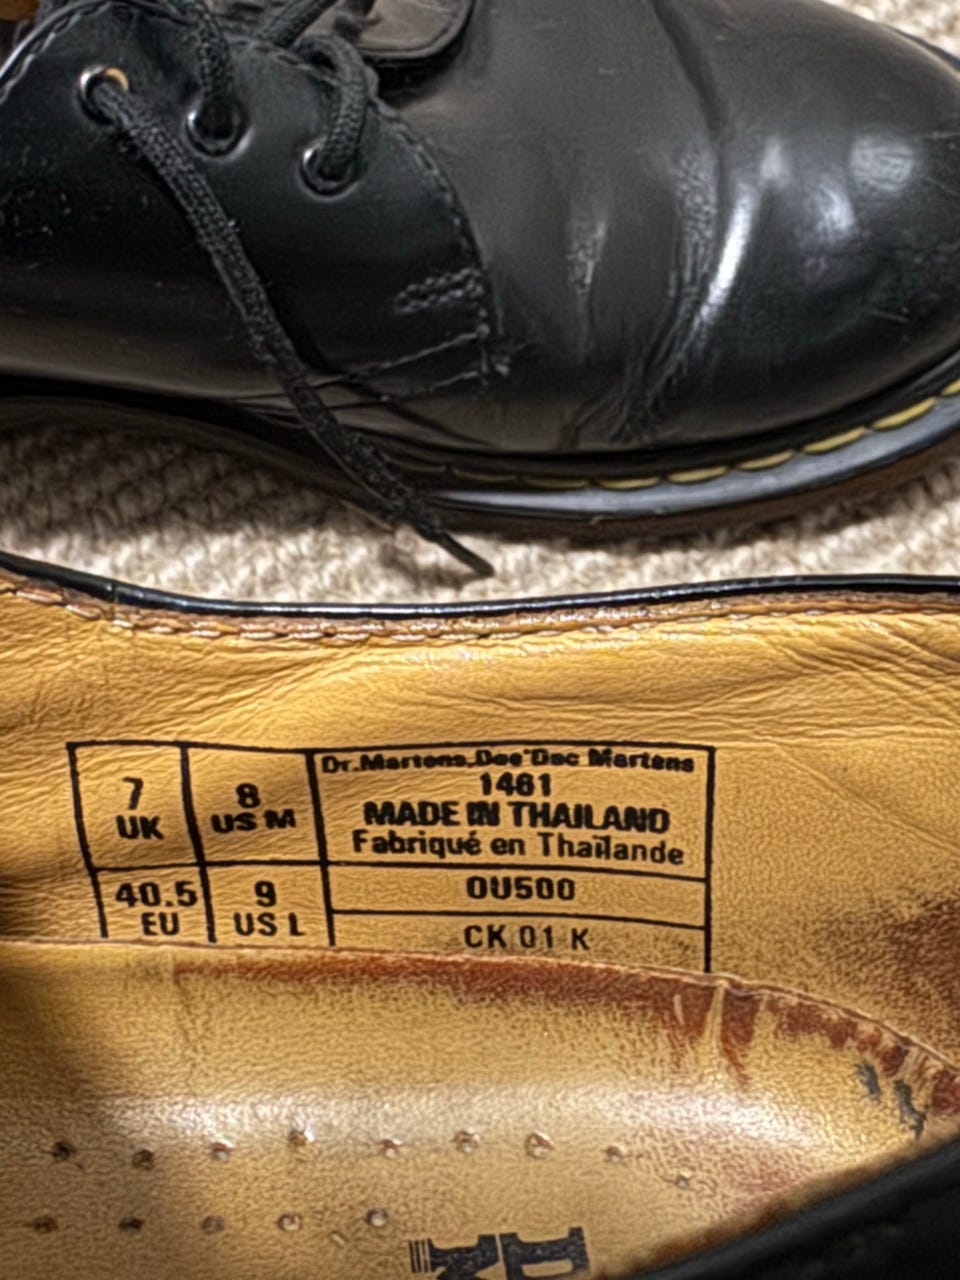 7
UK
8
US M
Dr.Martens.Doc Martens
1461
MADE IN THAILAND
Fabriqué en Thaïlande
40.5
EU
9
US L
0U500
CK 01 K